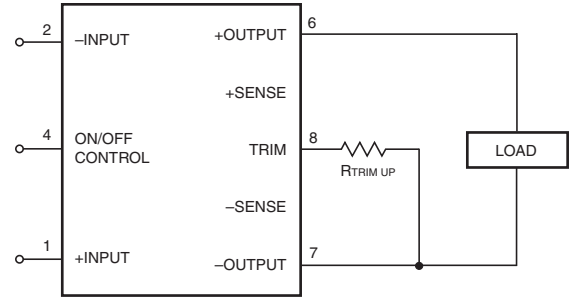 2
–INPUT
+OUTPUT
6
+SENSE
4
ON/OFF
CONTROL
TRIM
8
RTRIM UP
LOAD
–SENSE
1
+INPUT
–OUTPUT
7